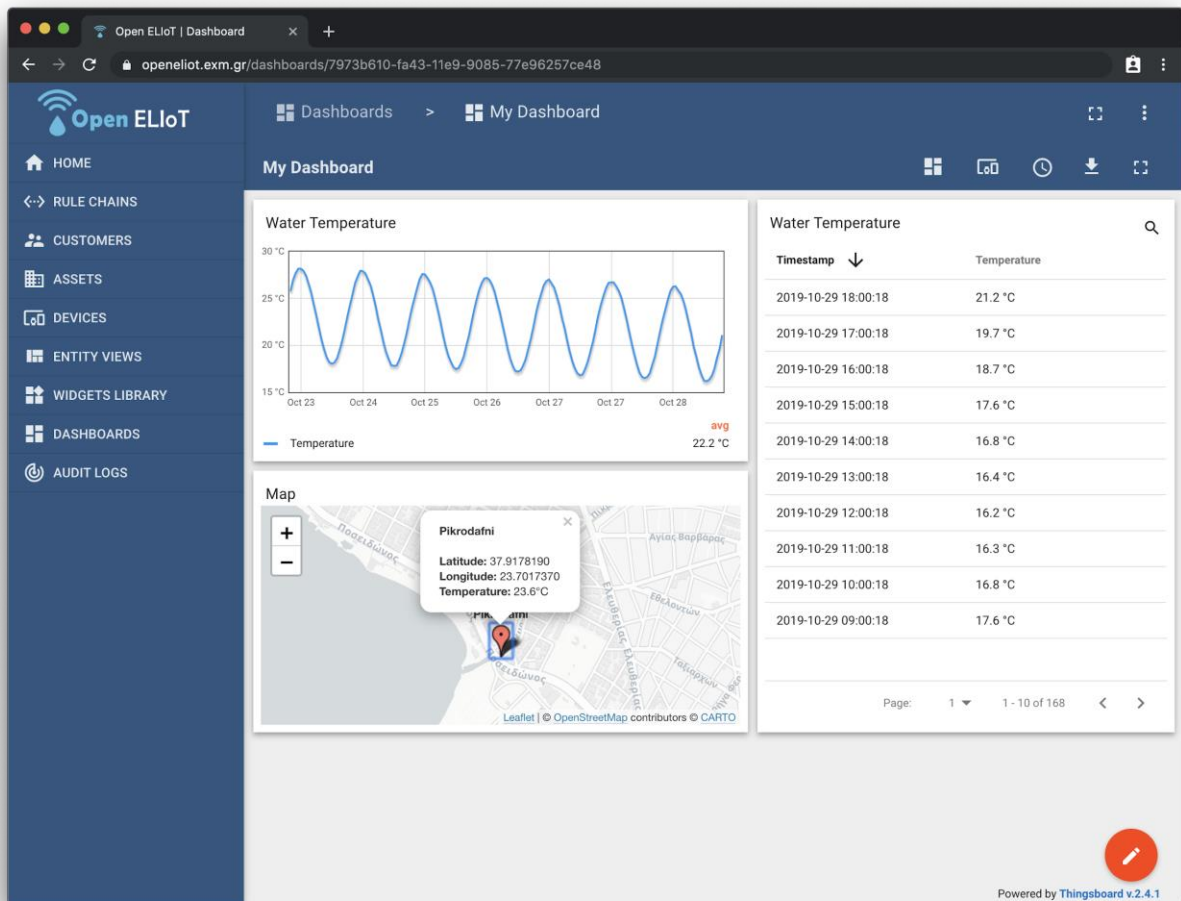 Open ELIoT | Dashboard
openeliot.exm.gr/dashboards/7973b610-fa43-11e9-9085-77e96257ce48
Open ELIoT
HOME
RULE CHAINS
CUSTOMERS
ASSETS
DEVICES
ENTITY VIEWS
WIDGETS LIBRARY
DASHBOARDS
AUDIT LOGS
Dashboards > My Dashboard
My Dashboard
Water Temperature
30 °C
25 °C
20 °C
15 °C
Oct 23 Oct 24 Oct 25 Oct 26 Oct 27 Oct 27 Oct 28
avg
Temperature 22.2 °C
Map
+
−
Ποσειδώνος
Αγίας Βαρβάρας
Εθελοντών
Ελευθερίας
Ελευθερίας
Ταξιαρχών
Ποσειδώνος
Pikrodafni
Latitude: 37.9178190
Longitude: 23.7017370
Temperature: 23.6°C
Leaflet | © OpenStreetMap contributors © CARTO
Water Temperature
Timestamp Temperature
2019-10-29 18:00:18 21.2 °C
2019-10-29 17:00:18 19.7 °C
2019-10-29 16:00:18 18.7 °C
2019-10-29 15:00:18 17.6 °C
2019-10-29 14:00:18 16.8 °C
2019-10-29 13:00:18 16.4 °C
2019-10-29 12:00:18 16.2 °C
2019-10-29 11:00:18 16.3 °C
2019-10-29 10:00:18 16.8 °C
2019-10-29 09:00:18 17.6 °C
Page: 1 1 - 10 of 168
Powered by Thingsboard v.2.4.1